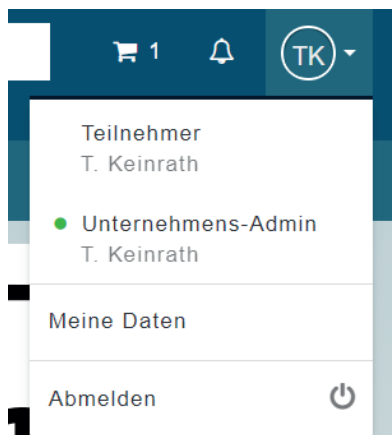 1
TK
Teilnehmer
T. Keinrath
Unternehmens-Admin
T. Keinrath
Meine Daten
Abmelden